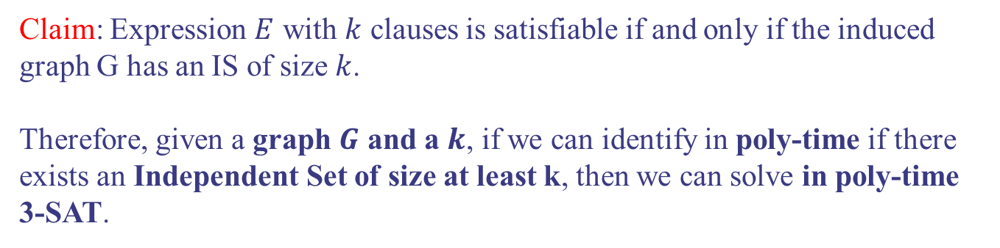 Claim: Expression E with k clauses is satisfiable if and only if the induced
graph G has an IS of size k.
Therefore, given a graph G and a k, if we can identify in poly-time if there
exists an Independent Set of size at least k, then we can solve in poly-time
3-SAT.